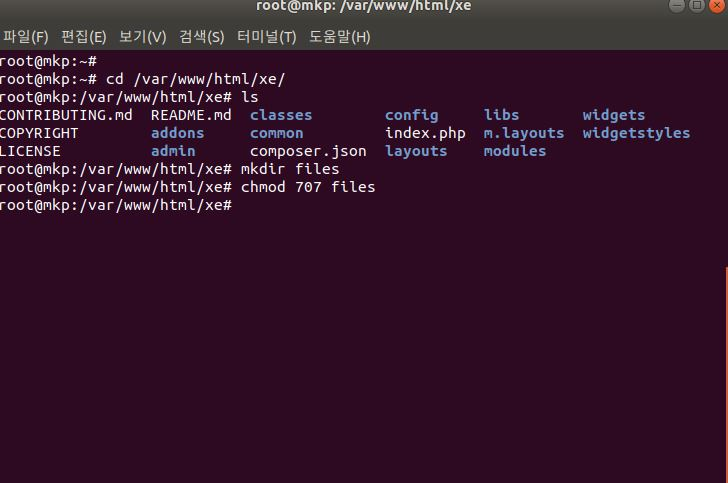 root@mkp: /var/www/html/xe
파일(F) 편집(E) 보기(V) 검색(S) 터미널(T) 도움말(H)
root@mkp:~#
root@mkp:~# cd /var/www/html/xe/
root@mkp:/var/www/html/xe# ls
CONTRIBUTING.md README.md classes config libs widgets
COPYRIGHT addons common index.php m.layouts widgetstyles
LICENSE admin composer.json layouts modules
root@mkp:/var/www/html/xe# mkdir files
root@mkp:/var/www/html/xe# chmod 707 files
root@mkp:/var/www/html/xe#